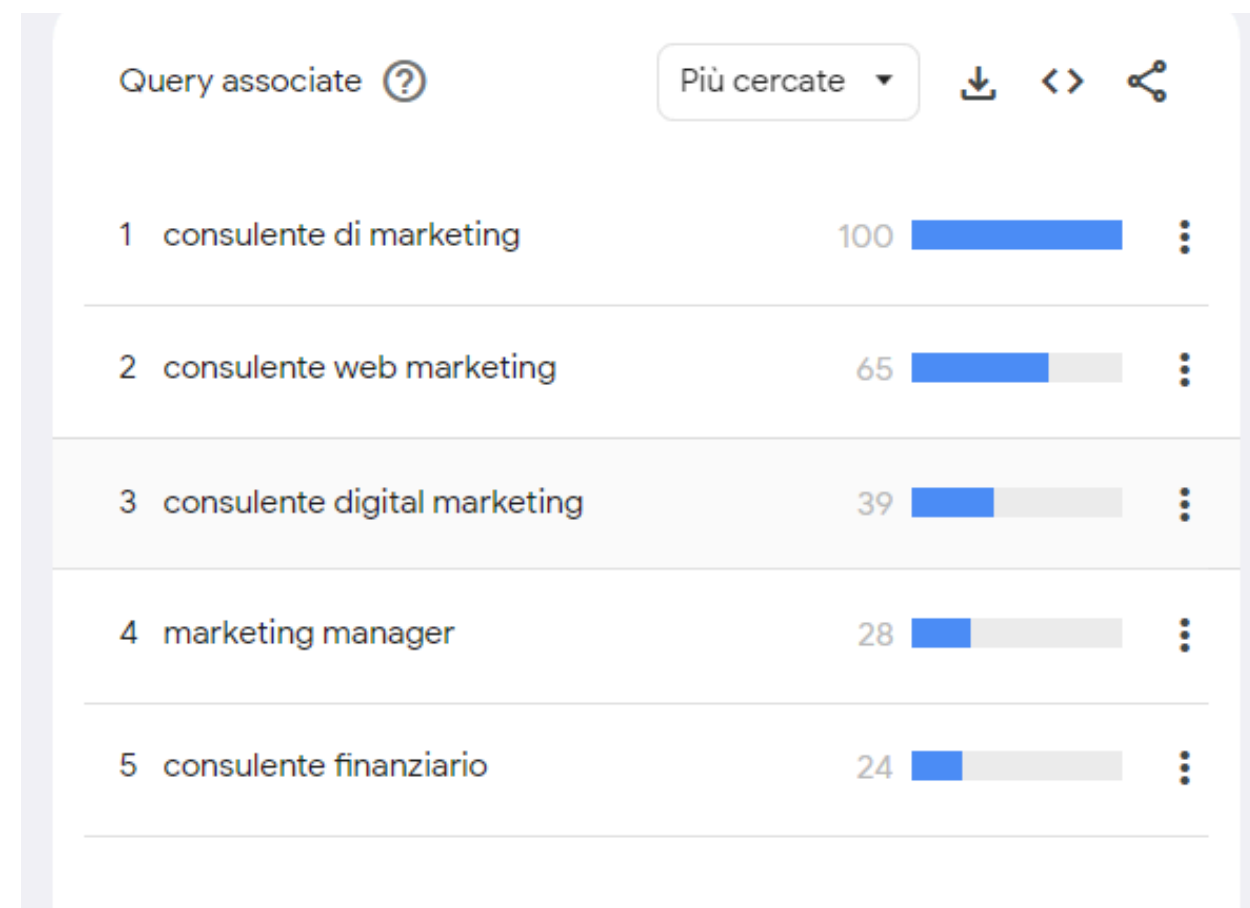 Query associate ? Più cercate
1 consulente di marketing 100
2 consulente web marketing 65
3 consulente digital marketing 39
4 marketing manager 28
5 consulente finanziario 24